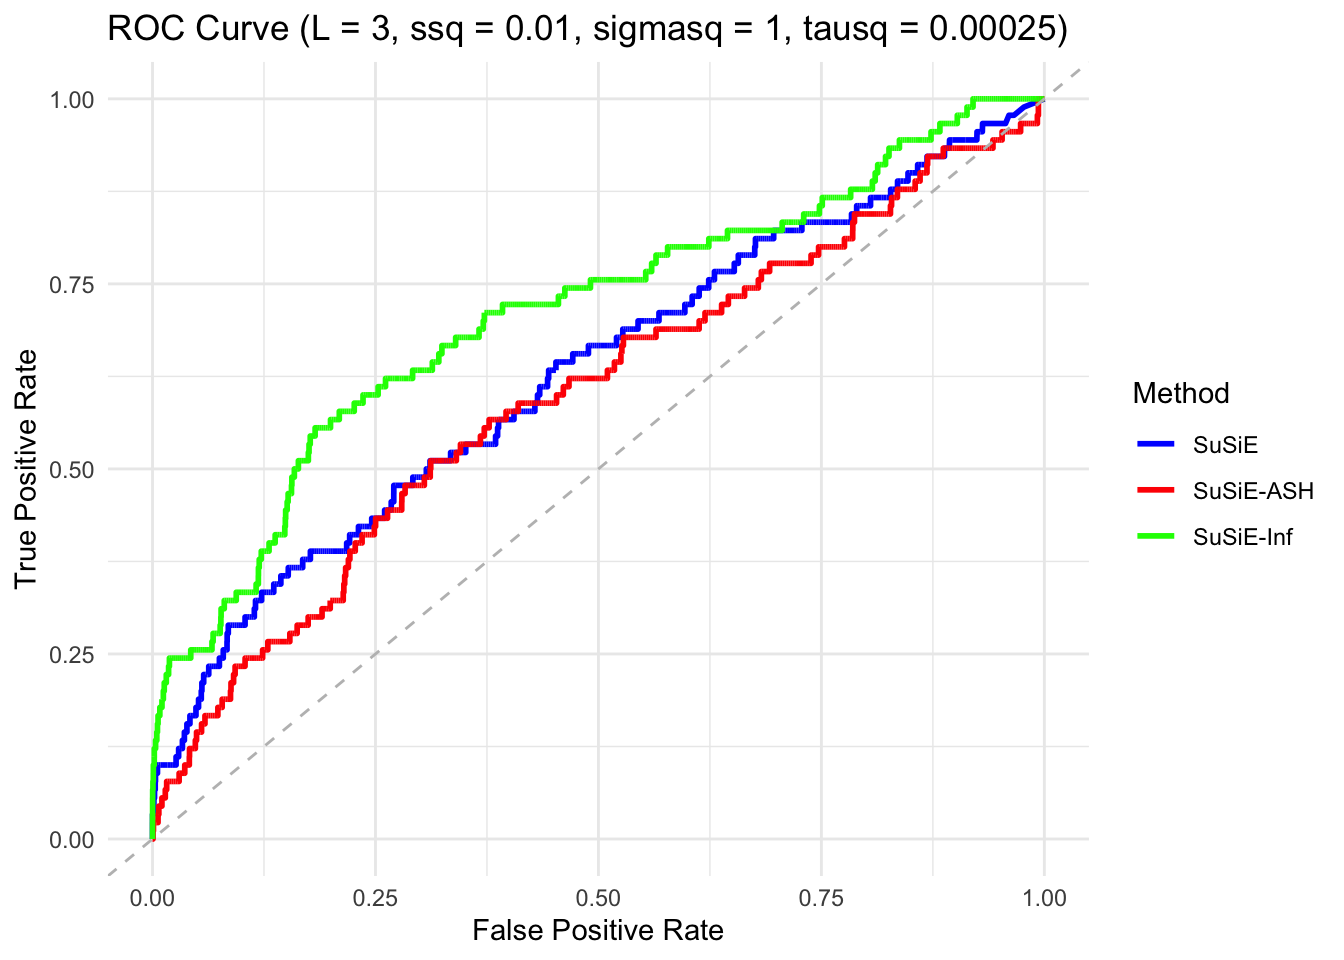 ROC Curve (L = 3, ssq = 0.01, sigmasq = 1, tausq = 0.00025)
True Positive Rate
1.00
0.75
0.50
0.25
0.00
0.00 0.25 0.50 0.75 1.00
False Positive Rate
Method
SuSiE
SuSiE-ASH
SuSiE-Inf